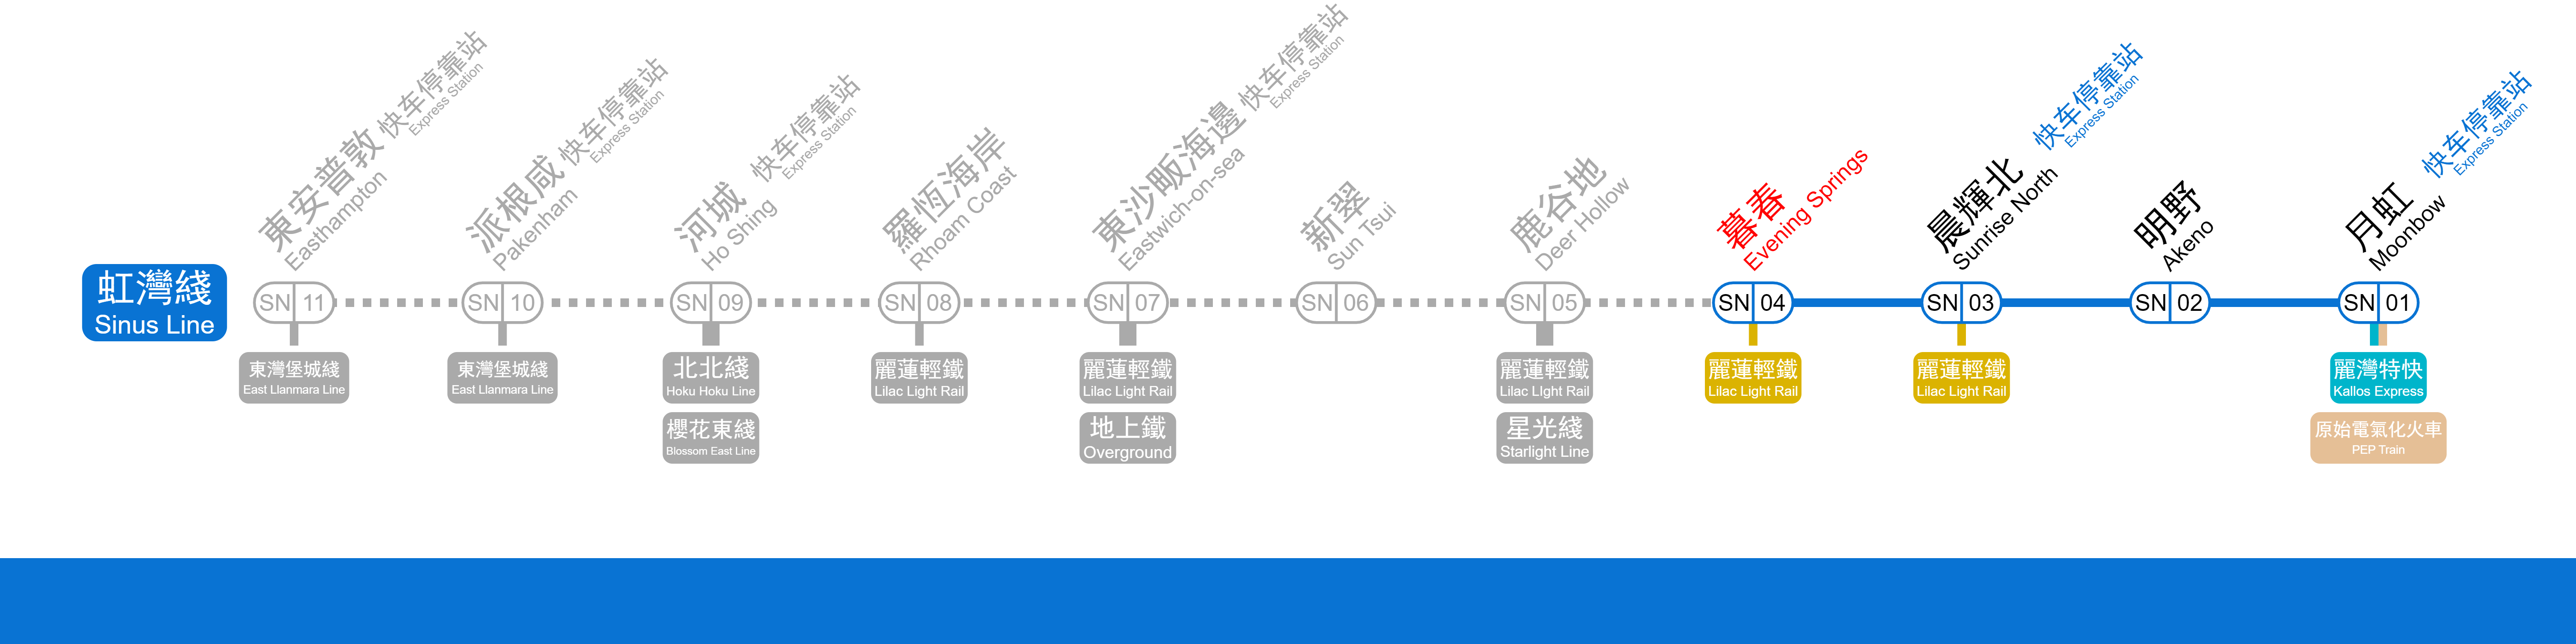 虹灣綫
Sinus Line
東安普敦
Easthampton
快车停靠站
Express Station
SN 11
東灣堡城綫
East Llanmara Line
派根咸
Pakenham
快车停靠站
Express Station
SN 10
東灣堡城綫
East Llanmara Line
河城
Ho Shing
快车停靠站
Express Station
SN 09
北北綫
Hoku Hoku Line
櫻花東綫
Blossom East Line
羅恆海岸
Rhoam Coast
SN 08
麗蓮輕鐵
Lilac Light Rail
東沙畈海邊
Eastwich-on-sea
快车停靠站
Express Station
SN 07
麗蓮輕鐵
Lilac Light Rail
地上鐵
Overground
新翠
Sun Tsui
SN 06
鹿谷地
Deer Hollow
SN 05
麗蓮輕鐵
Lilac LIght Rail
星光綫
Starlight Line
暮春
Evening Springs
SN 04
麗蓮輕鐵
Lilac Light Rail
晨輝北
Sunrise North
快车停靠站
Express Station
SN 03
麗蓮輕鐵
Lilac Light Rail
明野
Akeno
SN 02
月虹
Moonbow
快车停靠站
Express Station
SN 01
麗灣特快
Kallos Express
原始電氣化火車
PEP Train